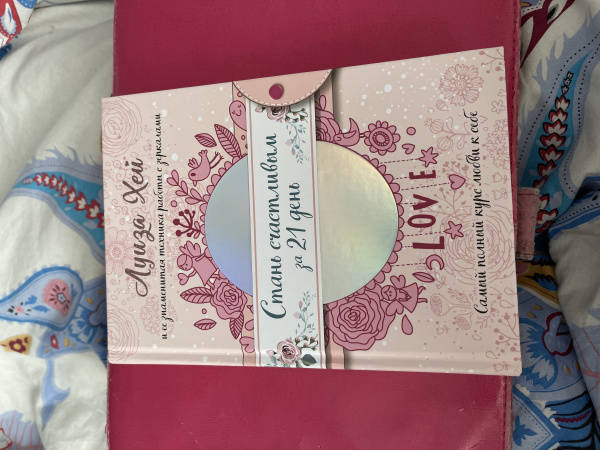 Луиза Хей
и ее знаменитая техника работы с зеркалами
Стань счастливым
за 21 день
LOVE
Самый полный курс любви к себе